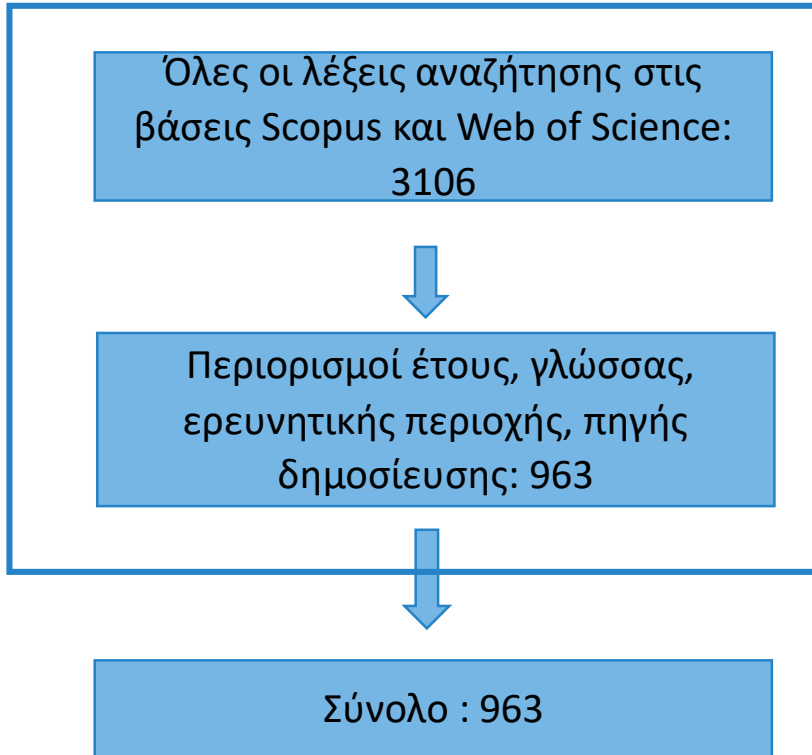 Όλες οι λέξεις αναζήτησης στις
βάσεις Scopus και Web of Science:
3106
Περιορισμοί έτους, γλώσσας,
ερευνητικής περιοχής, πηγής
δημοσίευσης: 963
Σύνολο : 963